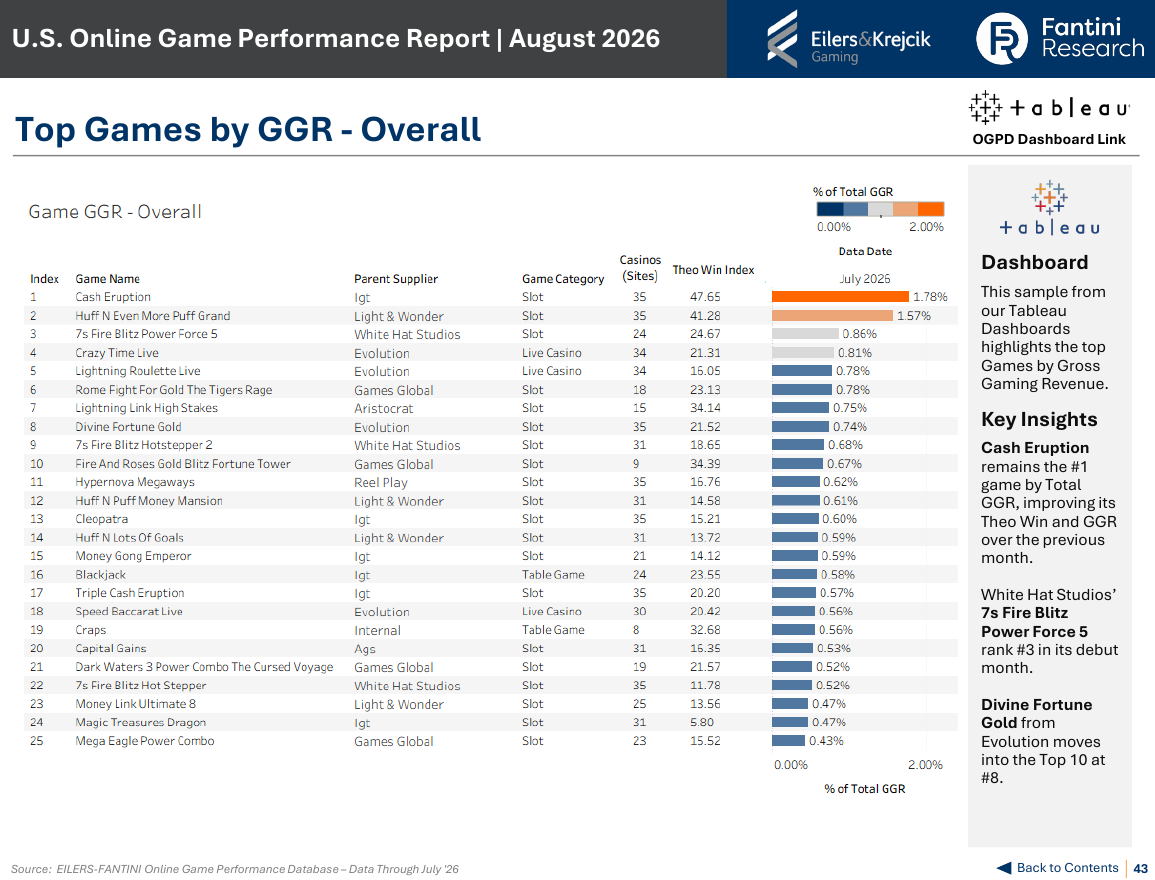 U.S. Online Game Performance Report | August 2026
Eilers&Krejcik
Gaming
Fantini
Research
Top Games by GGR - Overall
+ableau
OGPD Dashboard Link
Game GGR - Overall
% of Total GGR
0.00% 2.00%
Data Date
Index Game Name Parent Supplier Game Category Casinos (Sites) Theo Win Index July 2026
1 Cash Eruption Igt Slot 35 47.65 1.78%
2 Huff N Even More Puff Grand Light & Wonder Slot 35 41.28 1.57%
3 7s Fire Blitz Power Force 5 White Hat Studios Slot 24 24.67 0.86%
4 Crazy Time Live Evolution Live Casino 34 21.31 0.81%
5 Lightning Roulette Live Evolution Live Casino 34 16.05 0.78%
6 Rome Fight For Gold The Tigers Rage Games Global Slot 18 23.13 0.78%
7 Lightning Link High Stakes Aristocrat Slot 15 34.14 0.75%
8 Divine Fortune Gold Evolution Slot 35 21.52 0.74%
9 7s Fire Blitz Hotstepper 2 White Hat Studios Slot 31 18.65 0.68%
10 Fire And Roses Gold Blitz Fortune Tower Games Global Slot 9 34.39 0.67%
11 Hypernova Megaways Reel Play Slot 35 16.76 0.62%
12 Huff N Puff Money Mansion Light & Wonder Slot 31 14.58 0.61%
13 Cleopatra Igt Slot 35 15.21 0.60%
14 Huff N Lots Of Goals Light & Wonder Slot 31 13.72 0.59%
15 Money Gong Emperor Igt Slot 21 14.12 0.59%
16 Blackjack Igt Table Game 24 23.55 0.58%
17 Triple Cash Eruption Igt Slot 35 20.20 0.57%
18 Speed Baccarat Live Evolution Live Casino 30 20.42 0.56%
19 Craps Internal Table Game 8 32.68 0.56%
20 Capital Gains Ags Slot 31 16.35 0.53%
21 Dark Waters 3 Power Combo The Cursed Voyage Games Global Slot 19 21.57 0.52%
22 7s Fire Blitz Hot Stepper White Hat Studios Slot 35 11.78 0.52%
23 Money Link Ultimate 8 Light & Wonder Slot 25 13.56 0.47%
24 Magic Treasures Dragon Igt Slot 31 5.80 0.47%
25 Mega Eagle Power Combo Games Global Slot 23 15.52 0.43%
0.00% 2.00%
% of Total GGR
+ableau
Dashboard
This sample from
our Tableau
Dashboards
highlights the top
Games by Gross
Gaming Revenue.
Key Insights
Cash Eruption
remains the #1
game by Total
GGR, improving its
Theo Win and GGR
over the previous
month.
White Hat Studios'
7s Fire Blitz
Power Force 5
rank #3 in its debut
month.
Divine Fortune
Gold from
Evolution moves
into the Top 10 at
#8.
Source: EILERS-FANTINI Online Game Performance Database – Data Through July '26
Back to Contents 43